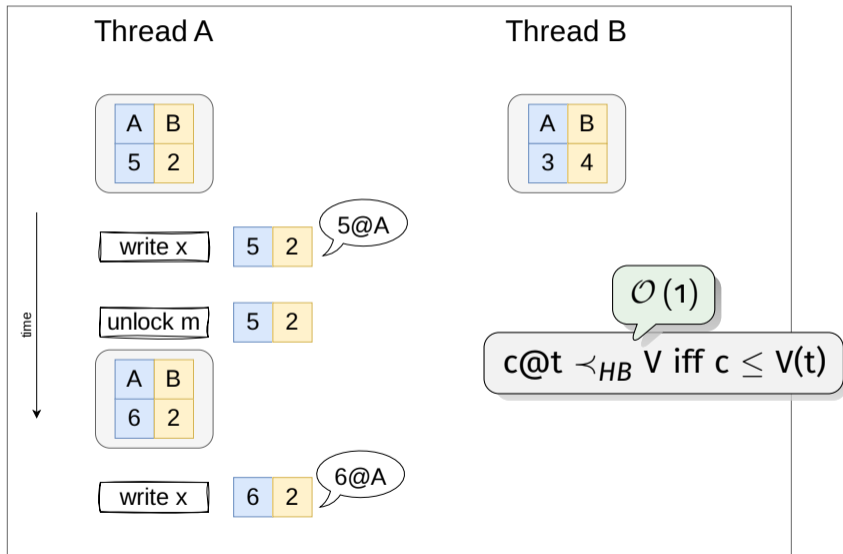 Thread A
Thread B
A B
5 2
A B
3 4
write x
5 2
5@A
unlock m
5 2
time
O (1)
c@t ≺HB V iff c ≤ V(t)
A B
6 2
write x
6 2
6@A